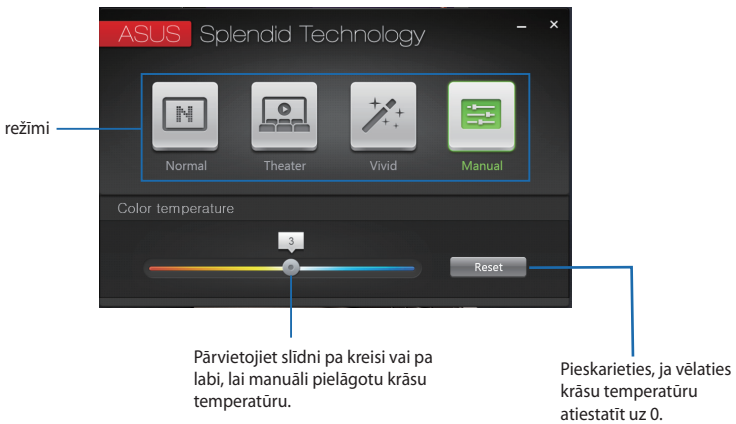 ASUS Splendid Technology
režīmi
Normal Theater Vivid Manual
Color temperature
3
Reset
Pārvietojiet slīdni pa kreisi vai pa
labi, lai manuāli pielāgotu krāsu
temperatūru.
Pieskarieties, ja vēlaties
krāsu temperatūru
atiestatīt uz 0.